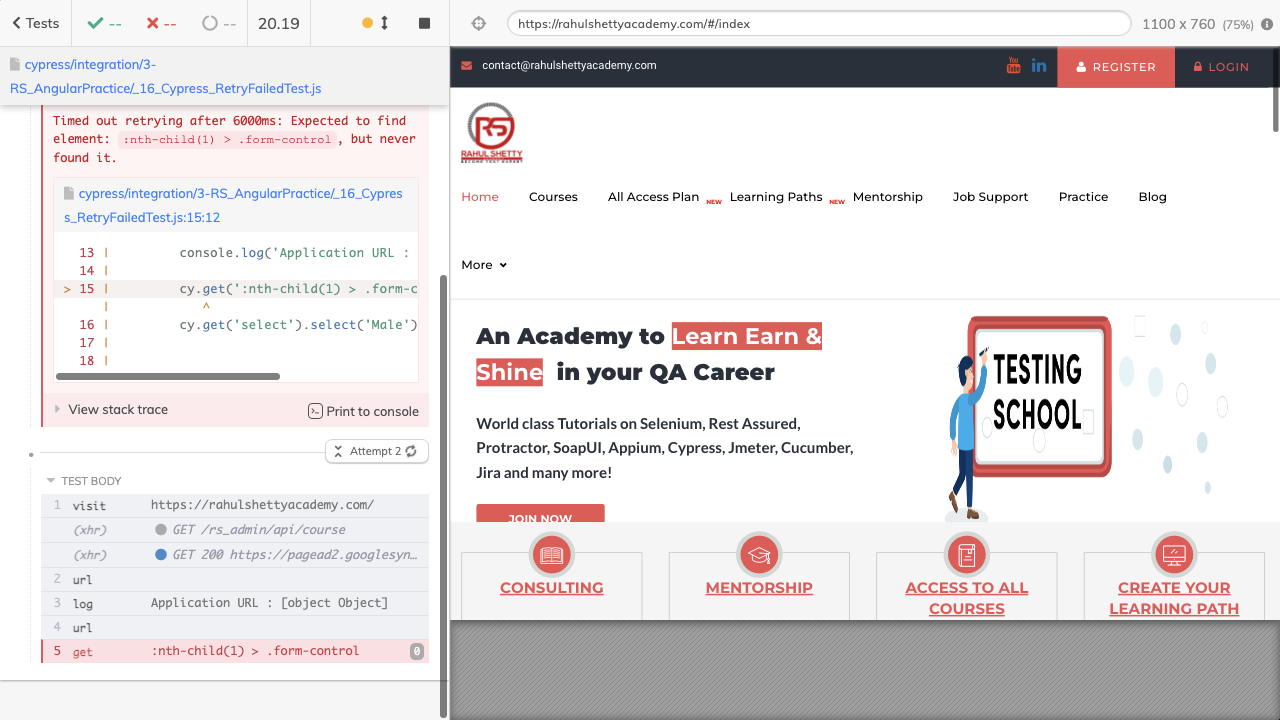 Tests
--
--
--
20.19
https://rahulshettyacademy.com/#/index
1100 x 760 (75%)
cypress/integration/3-
RS_AngularPractice/_16_Cypress_RetryFailedTest.js
Timed out retrying after 6000ms: Expected to find
element: :nth-child(1) > .form-control, but never
found it.
cypress/integration/3-RS_AngularPractice/_16_Cypres
s_RetryFailedTest.js:15:12
13 | console.log('Application URL :
14 |
> 15 | cy.get(':nth-child(1) > .form-c
| ^
16 | cy.get('select').select('Male')
17 |
18 |
View stack trace
Print to console
Attempt 2
TEST BODY
1 visit https://rahulshettyacademy.com/
(xhr) GET /rs_admin/api/course
(xhr) GET 200 https://pagead2.googlesyn…
2 url
3 log Application URL : [object Object]
4 url
5 get :nth-child(1) > .form-control 0
contact@rahulshettyacademy.com
You Tube
in
REGISTER
LOGIN
RS
RAHUL SHETTY
Home
Courses
All Access Plan NEW
Learning Paths NEW
Mentorship
Job Support
Practice
Blog
More
An Academy to Learn Earn &
Shine in your QA Career
World class Tutorials on Selenium, Rest Assured,
Protractor, SoapUI, Appium, Cypress, Jmeter, Cucumber,
Jira and many more!
JOIN NOW
TESTING
SCHOOL
CONSULTING
MENTORSHIP
ACCESS TO ALL
COURSES
CREATE YOUR
LEARNING PATH